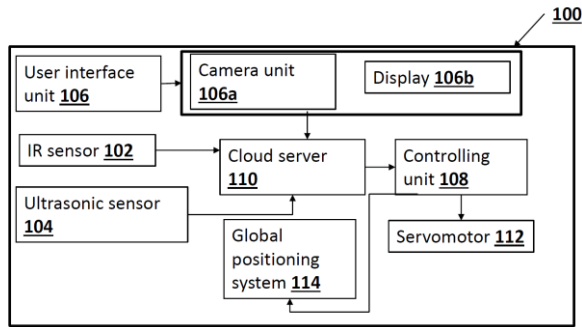 100
User interface
unit 106
Camera unit
106a
Display 106b
IR sensor 102
Cloud server
110
Controlling
unit 108
Ultrasonic sensor
104
Global
positioning
system 114
Servomotor 112